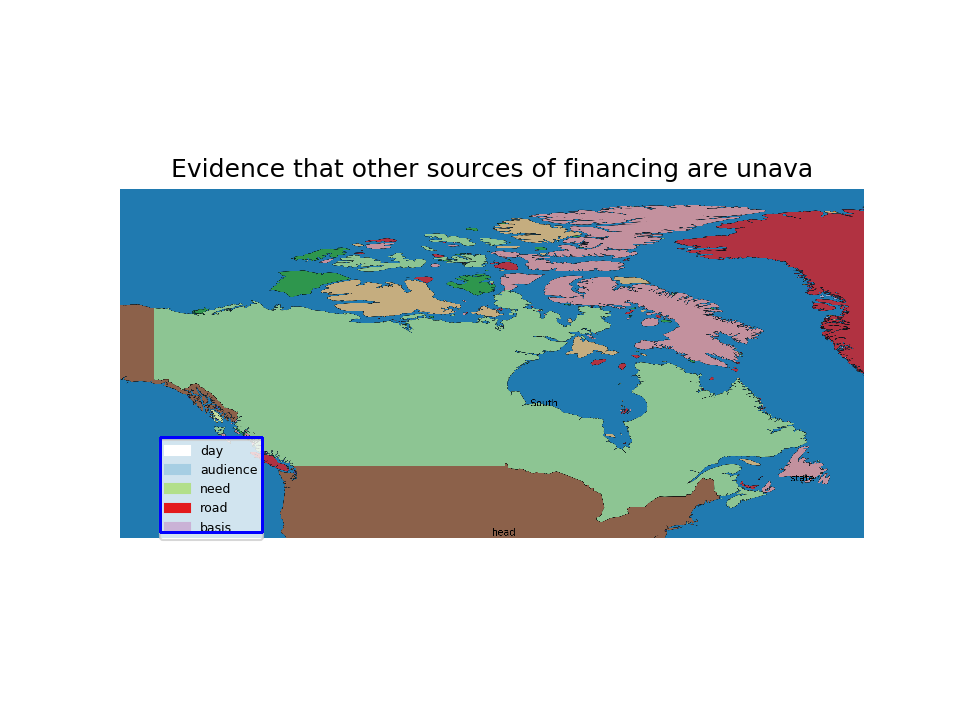 Evidence that other sources of financing are unava
South
state
head
day
audience
need
road
basis